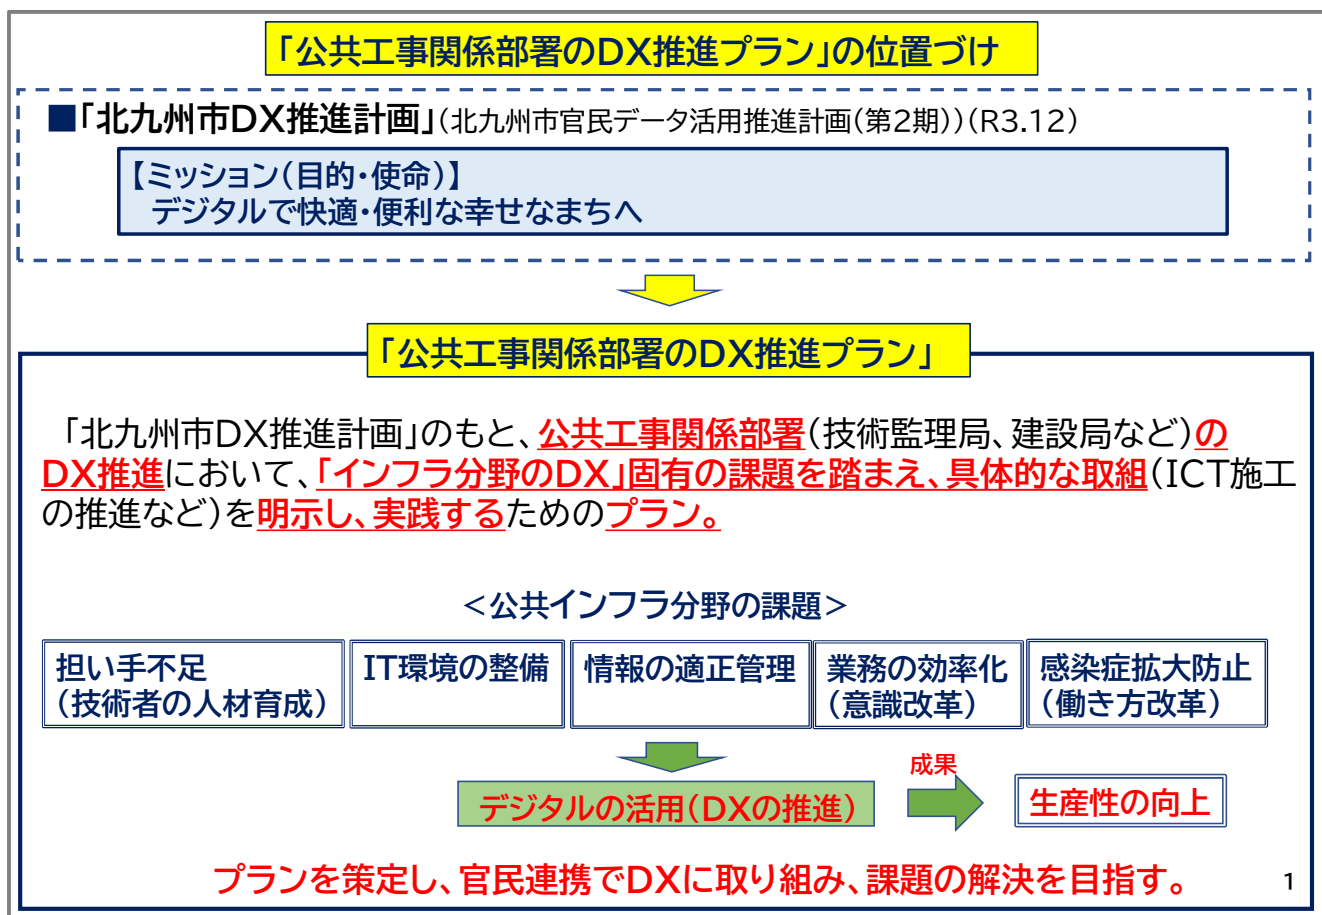 「公共工事関係部署のDX推進プラン」の位置づけ
■「北九州市DX推進計画」(北九州市官民データ活用推進計画(第2期))(R3.12)
【ミッション(目的・使命)】
デジタルで快適・便利な幸せなまちへ
「公共工事関係部署のDX推進プラン」
「北九州市DX推進計画」のもと、公共工事関係部署(技術監理局、建設局など)の
DX推進において、「インフラ分野のDX」固有の課題を踏まえ、具体的な取組(ICT施工
の推進など)を明示し、実践するためのプラン。
<公共インフラ分野の課題>
担い手不足
(技術者の人材育成)
IT環境の整備
情報の適正管理
業務の効率化
(意識改革)
感染症拡大防止
(働き方改革)
デジタルの活用(DXの推進)
成果
生産性の向上
プランを策定し、官民連携でDXに取り組み、課題の解決を目指す。
1